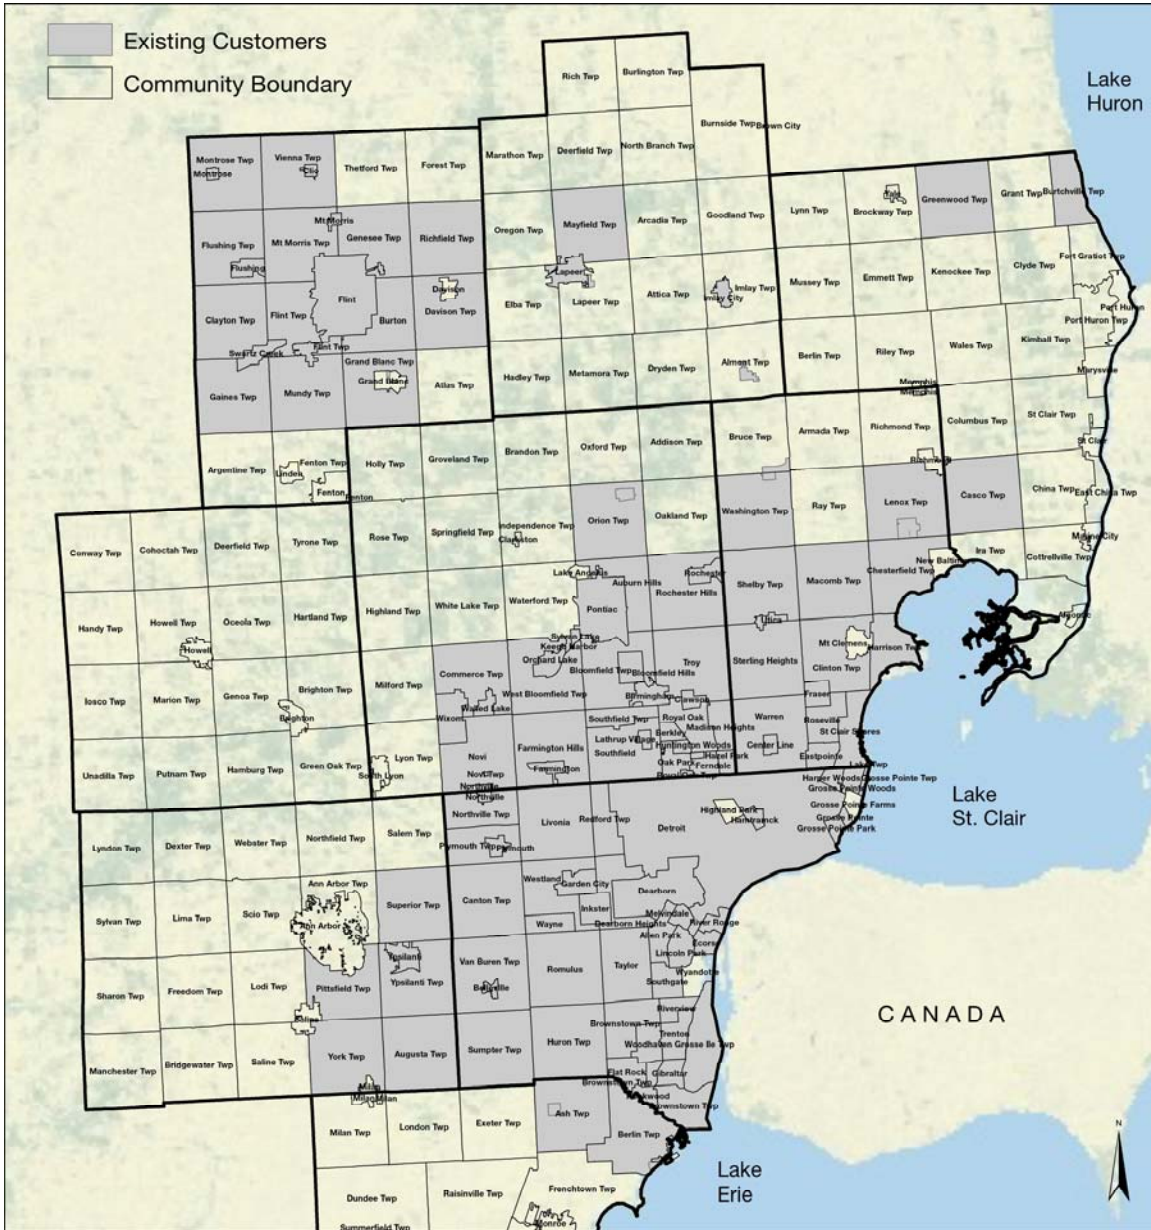 Existing Customers
Community Boundary
Lake
Huron
Rich Twp
Burlington Twp
Burnside Twp
Brown City
Marathon Twp
Deerfield Twp
North Branch Twp
Montrose Twp
Vienna Twp
Thetford Twp
Forest Twp
Montrose
Clio
Lynn Twp
Yale
Brockway Twp
Greenwood Twp
Grant Twp
Burtchville Twp
Mt Morris
Oregon Twp
Mayfield Twp
Arcadia Twp
Goodland Twp
Flushing Twp
Mt Morris Twp
Genesee Twp
Richfield Twp
Flushing
Lapeer
Mussey Twp
Emmett Twp
Kenockee Twp
Clyde Twp
Fort Gratiot Twp
Davison
Elba Twp
Lapeer Twp
Attica Twp
Imlay Twp
Imlay City
Clayton Twp
Flint Twp
Flint
Burton
Davison Twp
Port Huron
Port Huron Twp
Swartz Creek
Flint Twp
Grand Blanc Twp
Grand Blanc
Atlas Twp
Gaines Twp
Mundy Twp
Hadley Twp
Metamora Twp
Dryden Twp
Almont Twp
Berlin Twp
Riley Twp
Wales Twp
Kimball Twp
Marysville
Memphis
Memphis
Argentine Twp
Linden
Fenton Twp
Fenton
Fenton
Holly Twp
Groveland Twp
Brandon Twp
Oxford Twp
Addison Twp
Bruce Twp
Armada Twp
Richmond Twp
Richmond
Columbus Twp
St Clair Twp
St Clair
Conway Twp
Cohoctah Twp
Deerfield Twp
Tyrone Twp
Rose Twp
Springfield Twp
Independence Twp
Clarkston
Orion Twp
Oakland Twp
Washington Twp
Ray Twp
Lenox Twp
Casco Twp
China Twp
East China Twp
Marine City
Handy Twp
Howell Twp
Oceola Twp
Hartland Twp
Highland Twp
White Lake Twp
Waterford Twp
Lake Angelus
Auburn Hills
Pontiac
Rochester
Rochester Hills
Shelby Twp
Macomb Twp
Chesterfield Twp
New Baltimore
Ira Twp
Cottrellville Twp
Algonac
Howell
Utica
Sylvan Lake
Keego Harbor
Orchard Lake
Mt Clemens
Harrison Twp
Iosco Twp
Marion Twp
Genoa Twp
Brighton Twp
Brighton
Milford Twp
Commerce Twp
West Bloomfield Twp
Bloomfield Twp
Bloomfield Hills
Troy
Sterling Heights
Clinton Twp
Wixom
Walled Lake
Birmingham
Clawson
Fraser
Southfield Twp
Royal Oak
Madison Heights
Warren
Roseville
St Clair Shores
Unadilla Twp
Putnam Twp
Hamburg Twp
Green Oak Twp
South Lyon
Lyon Twp
Novi
Novi Twp
Farmington Hills
Farmington
Lathrup Village
Southfield
Berkley
Huntington Woods
Oak Park
Hazel Park
Ferndale
Royal Oak Twp
Center Line
Eastpointe
Lake Twp
Northville
Northville
Northville Twp
Harper Woods
Grosse Pointe Twp
Grosse Pointe Woods
Grosse Pointe Farms
Grosse Pointe
Grosse Pointe Park
Lake
St. Clair
Lyndon Twp
Dexter Twp
Webster Twp
Northfield Twp
Salem Twp
Plymouth Twp
Plymouth
Livonia
Redford Twp
Detroit
Highland Park
Hamtramck
Ann Arbor Twp
Ann Arbor
Sylvan Twp
Lima Twp
Scio Twp
Superior Twp
Canton Twp
Westland
Garden City
Wayne
Inkster
Dearborn
Dearborn Heights
Melvindale
River Rouge
Allen Park
Ecorse
Lincoln Park
Sharon Twp
Freedom Twp
Lodi Twp
Pittsfield Twp
Ypsilanti
Ypsilanti Twp
Van Buren Twp
Belleville
Romulus
Taylor
Wyandotte
Southgate
Saline
Riverview
Manchester Twp
Bridgewater Twp
Saline Twp
York Twp
Augusta Twp
Sumpter Twp
Huron Twp
Brownstown Twp
Trenton
Woodhaven
Grosse Ile Twp
Flat Rock
Gibraltar
Brownstown Twp
Rockwood
Brownstown Twp
Milan
Milan
Milan
CANADA
Milan Twp
London Twp
Exeter Twp
Ash Twp
Berlin Twp
Dundee Twp
Raisinville Twp
Frenchtown Twp
Monroe
Summerfield Twp
Lake
Erie
N